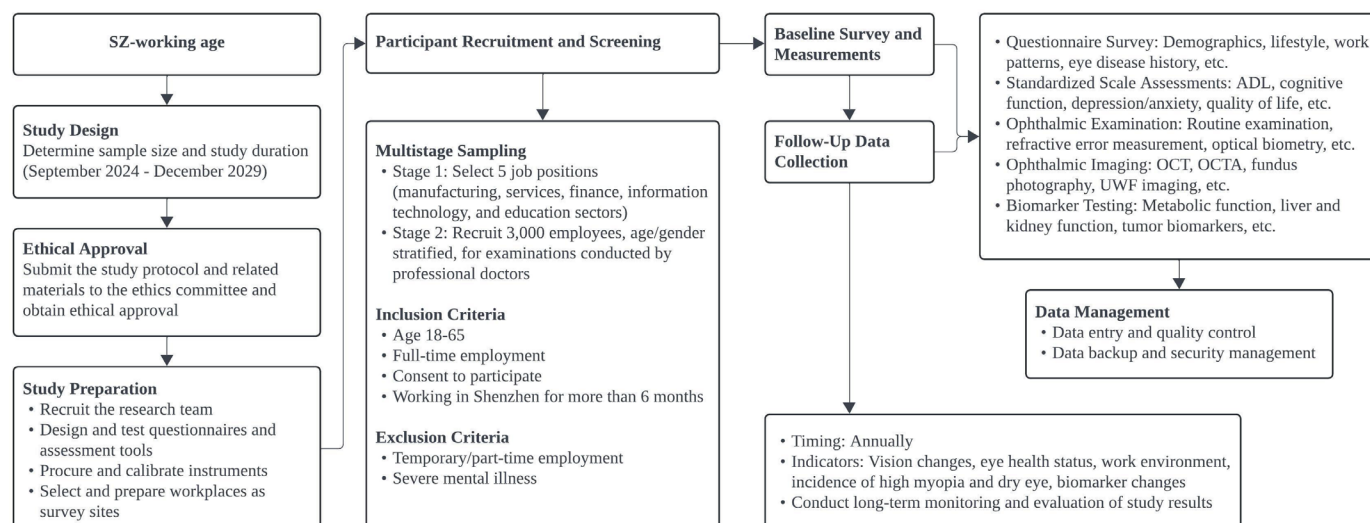 SZ-working age
Study Design
Determine sample size and study duration
(September 2024 - December 2029)
Ethical Approval
Submit the study protocol and related
materials to the ethics committee and
obtain ethical approval
Study Preparation
• Recruit the research team
• Design and test questionnaires and
assessment tools
• Procure and calibrate instruments
• Select and prepare workplaces as
survey sites
Participant Recruitment and Screening
Multistage Sampling
• Stage 1: Select 5 job positions
(manufacturing, services, finance, information
technology, and education sectors)
• Stage 2: Recruit 3,000 employees, age/gender
stratified, for examinations conducted by
professional doctors
Inclusion Criteria
• Age 18-65
• Full-time employment
• Consent to participate
• Working in Shenzhen for more than 6 months
Exclusion Criteria
• Temporary/part-time employment
• Severe mental illness
Baseline Survey and
Measurements
Follow-Up Data
Collection
• Questionnaire Survey: Demographics, lifestyle, work
patterns, eye disease history, etc.
• Standardized Scale Assessments: ADL, cognitive
function, depression/anxiety, quality of life, etc.
• Ophthalmic Examination: Routine examination,
refractive error measurement, optical biometry, etc.
• Ophthalmic Imaging: OCT, OCTA, fundus
photography, UWF imaging, etc.
• Biomarker Testing: Metabolic function, liver and
kidney function, tumor biomarkers, etc.
Data Management
• Data entry and quality control
• Data backup and security management
• Timing: Annually
• Indicators: Vision changes, eye health status, work environment,
incidence of high myopia and dry eye, biomarker changes
• Conduct long-term monitoring and evaluation of study results